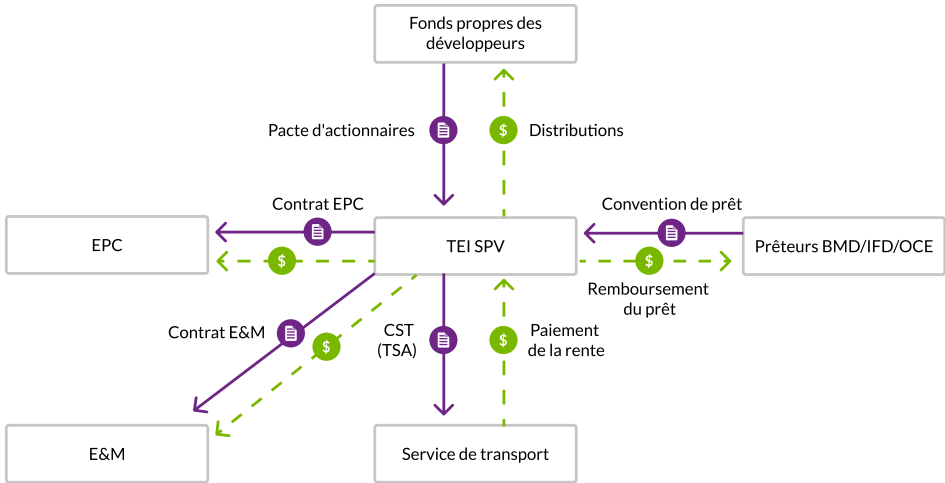 Fonds propres des
développeurs
Pacte d'actionnaires
$
Distributions
Contrat EPC
Convention de prêt
EPC
TEI SPV
Prêteurs BMD/IFD/OCE
$
$
Remboursement
du prêt
Contrat E&M
$
CST
(TSA)
$
Paiement
de la rente
E&M
Service de transport